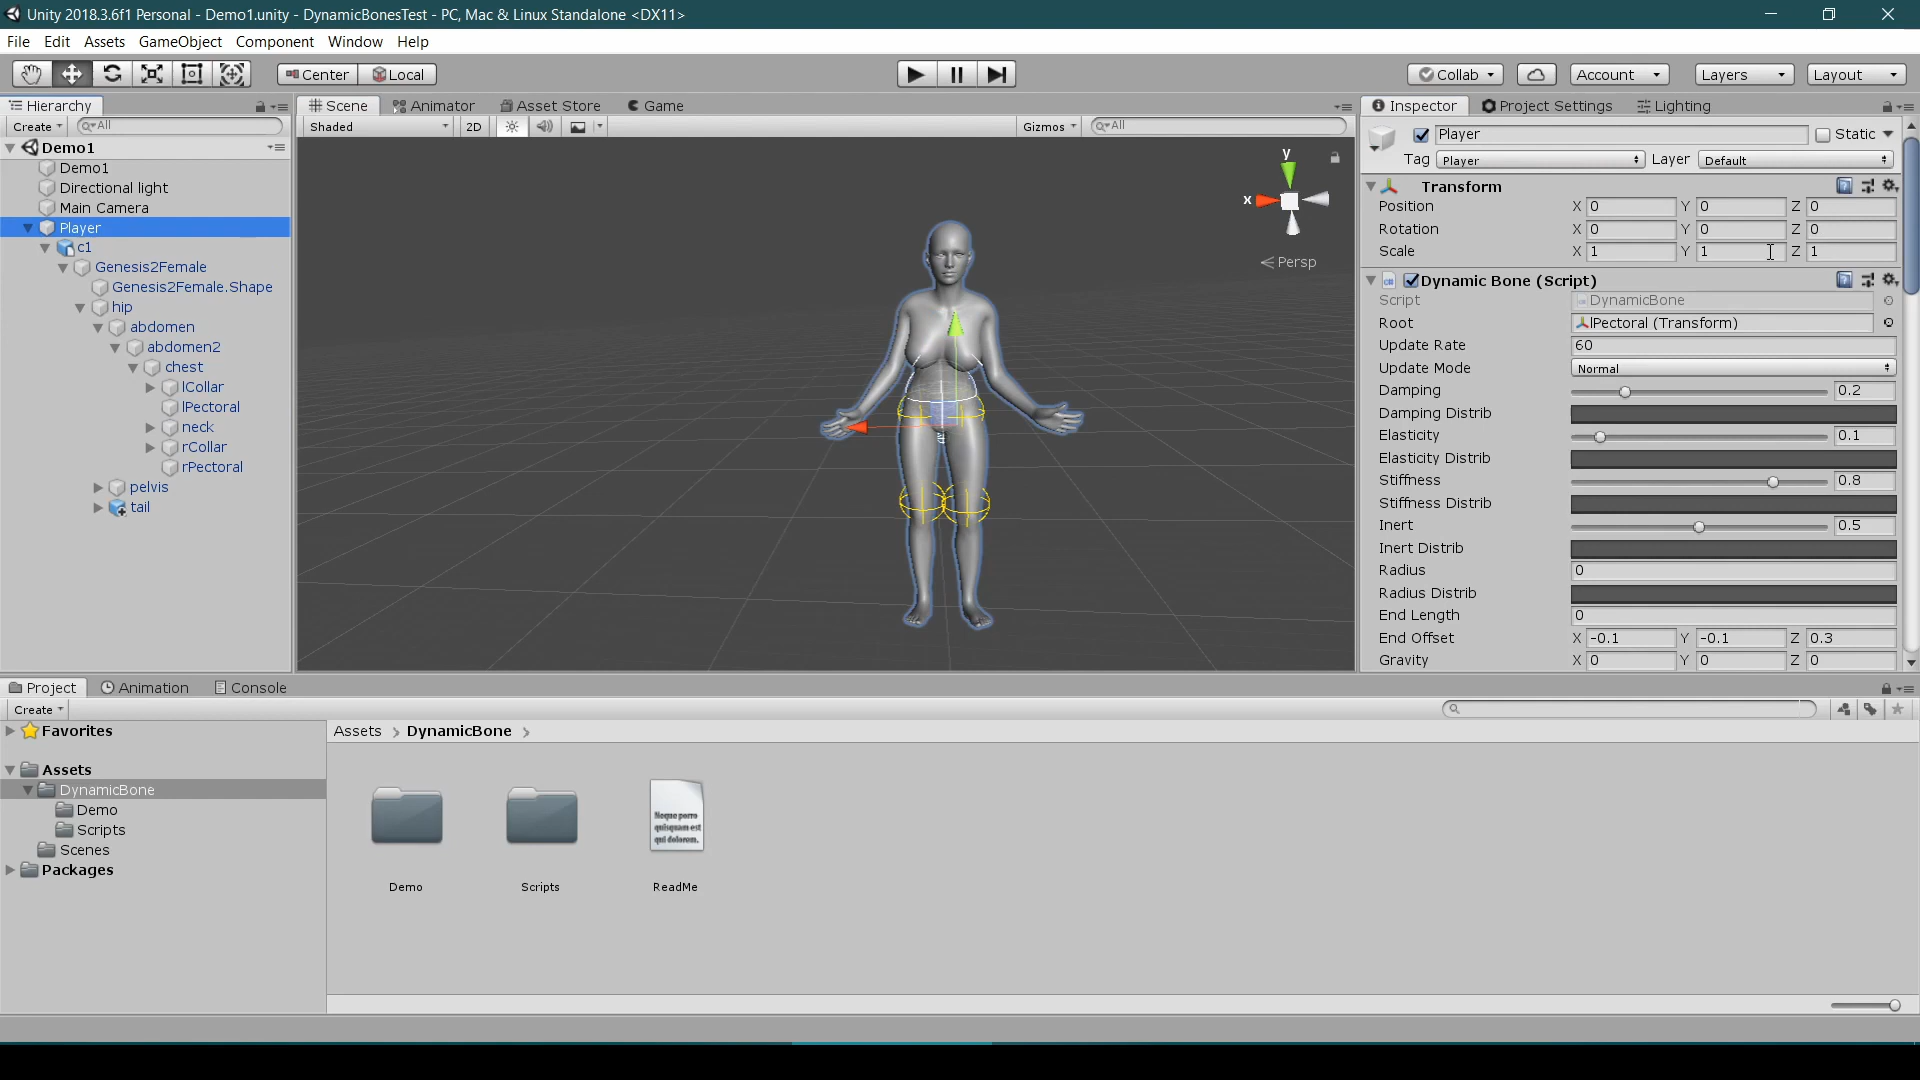 Unity 2018.3.6f1 Personal - Demo1.unity - DynamicBonesTest - PC, Mac & Linux Standalone <DX11>
File Edit Assets GameObject Component Window Help
Center Local Collab Account Layers Layout
Hierarchy
Create All
Demo1
Demo1
Directional light
Main Camera
Player
c1
Genesis2Female
Genesis2Female.Shape
hip
abdomen
abdomen2
chest
lCollar
lPectoral
neck
rCollar
rPectoral
pelvis
tail
Scene Animator Asset Store Game
Shaded 2D Gizmos All
y
x
Persp
Inspector Project Settings Lighting
Player Static
Tag Player Layer Default
Transform
Position X 0 Y 0 Z 0
Rotation X 0 Y 0 Z 0
Scale X 1 Y 1 Z 1
Dynamic Bone (Script)
Script DynamicBone
Root lPectoral (Transform)
Update Rate 60
Update Mode Normal
Damping 0.2
Damping Distrib
Elasticity 0.1
Elasticity Distrib
Stiffness 0.8
Stiffness Distrib
Inert 0.5
Inert Distrib
Radius 0
Radius Distrib
End Length 0
End Offset X -0.1 Y -0.1 Z 0.3
Gravity X 0 Y 0 Z 0
Project Animation Console
Create
Favorites
Assets
DynamicBone
Demo
Scripts
Scenes
Packages
Assets > DynamicBone >
Neque porro
quisquam est
qui dolorem.
Demo Scripts ReadMe